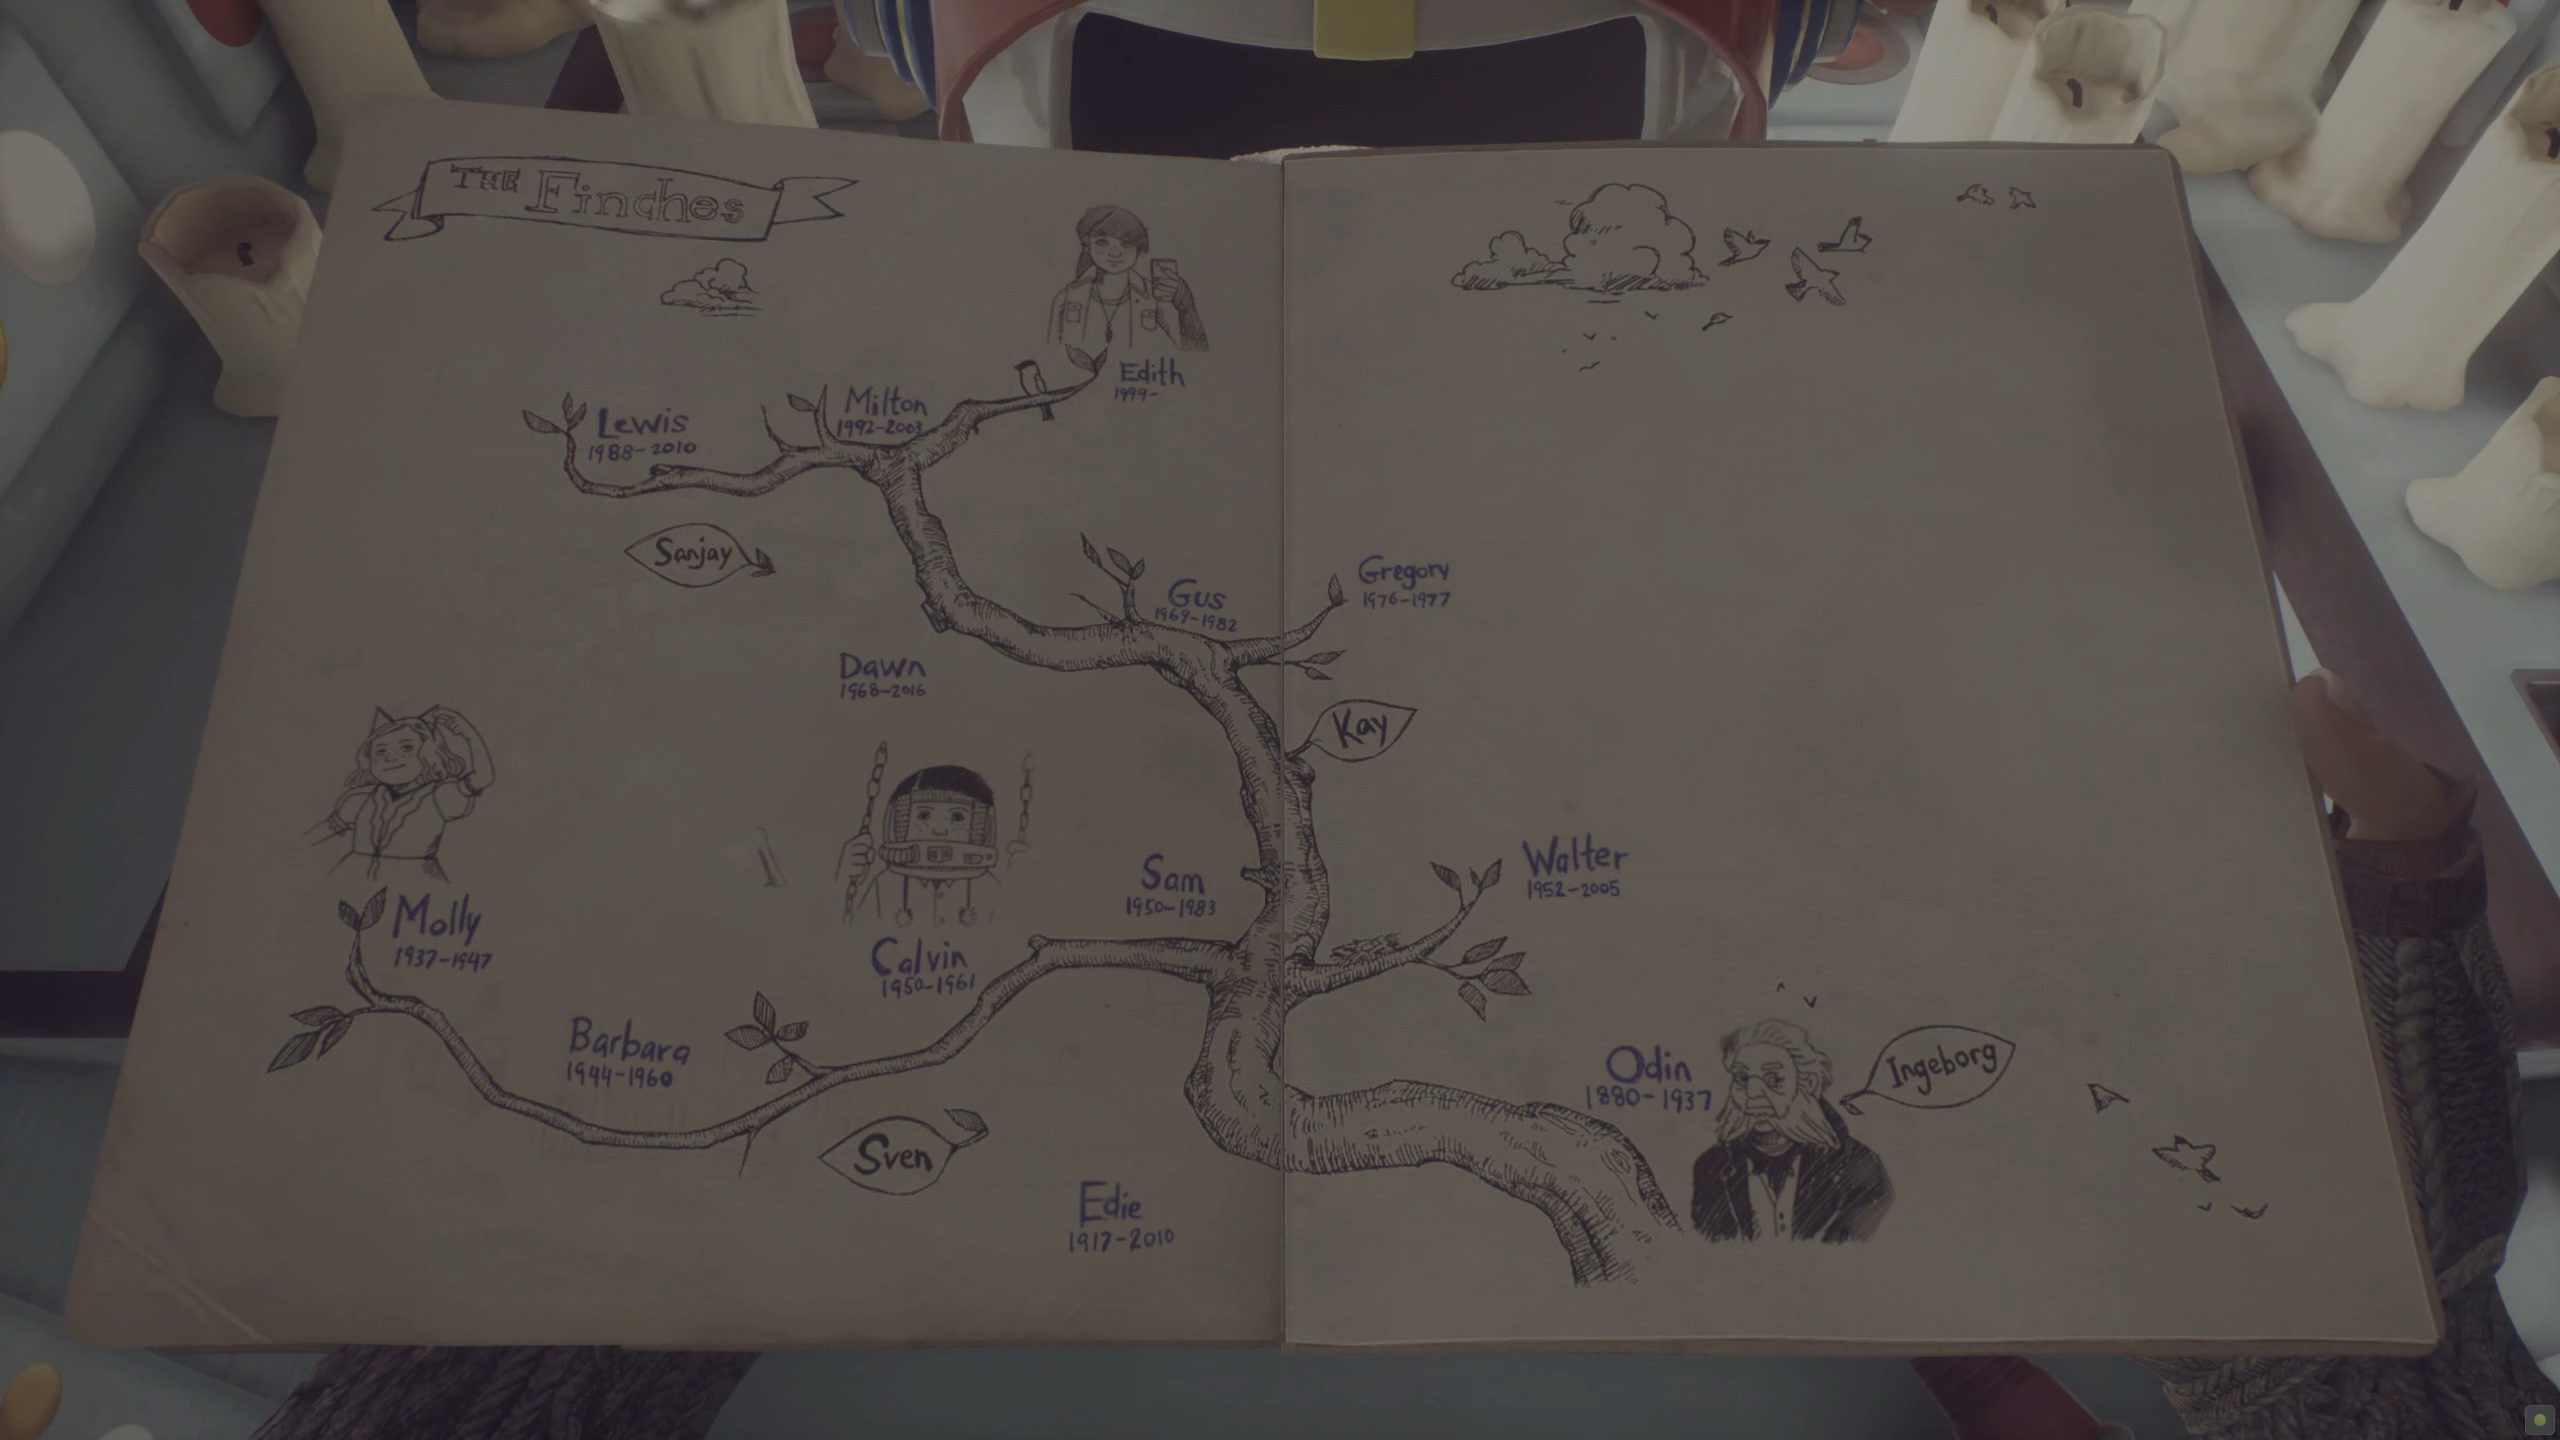 THE Finches
Edith
1999-
Milton
1992-2003
Lewis
1988-2010
Sanjay
Gus
1969-1982
Gregory
1976-1977
Dawn
1968-2016
Kay
Sam
1950-1983
Walter
1952-2005
Molly
1937-1947
Calvin
1950-1961
Barbara
1944-1960
Odin
1880-1937
Ingeborg
Sven
Edie
1917-2010